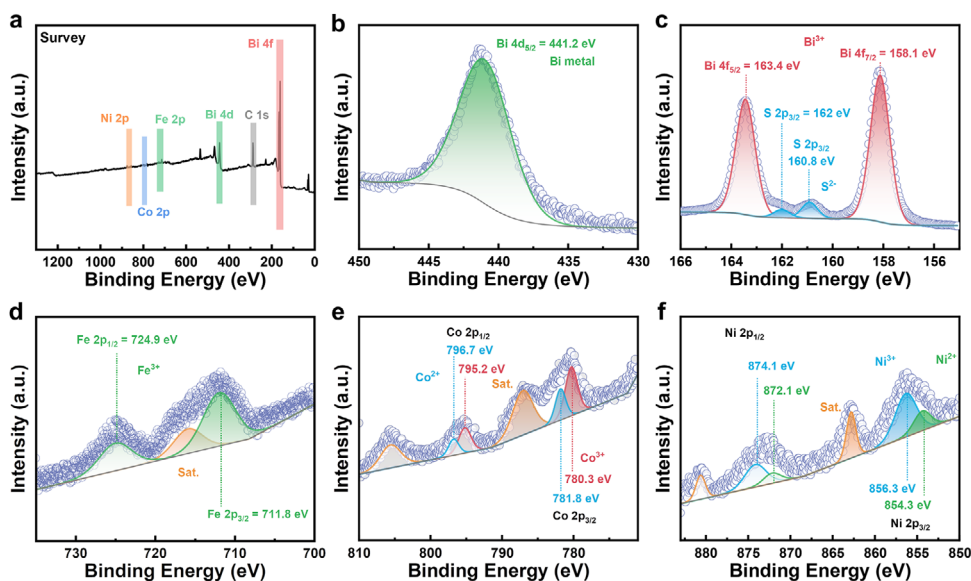 a
Survey
Bi 4f
Ni 2p
Fe 2p
Bi 4d
C 1s
Co 2p
Intensity (a.u.)
1200 1000 800 600 400 200 0
Binding Energy (eV)
b
Bi 4d₅/₂ = 441.2 eV
Bi metal
Intensity (a.u.)
450 445 440 435 430
Binding Energy (eV)
c
Bi³⁺
Bi 4f₅/₂ = 163.4 eV
Bi 4f₇/₂ = 158.1 eV
S 2p₃/₂ = 162 eV
S 2p₃/₂
160.8 eV
S²⁻
Intensity (a.u.)
166 164 162 160 158 156
Binding Energy (eV)
d
Fe 2p₁/₂ = 724.9 eV
Fe³⁺
Sat.
Fe 2p₃/₂ = 711.8 eV
Intensity (a.u.)
730 720 710 700
Binding Energy (eV)
e
Co 2p₁/₂
796.7 eV
Co²⁺
795.2 eV
Sat.
Co³⁺
780.3 eV
781.8 eV
Co 2p₃/₂
Intensity (a.u.)
810 800 790 780
Binding Energy (eV)
f
Ni 2p₁/₂
874.1 eV
872.1 eV
Ni³⁺
Ni²⁺
Sat.
856.3 eV
854.3 eV
Ni 2p₃/₂
Intensity (a.u.)
880 875 870 865 860 855 850
Binding Energy (eV)